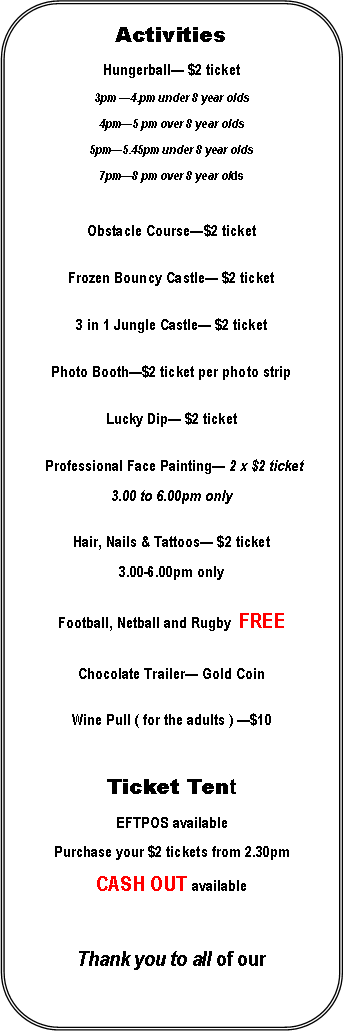 Activities
Hungerball— $2 ticket
3pm —4.pm under 8 year olds
4pm—5 pm over 8 year olds
5pm—5.45pm under 8 year olds
7pm—8 pm over 8 year olds
Obstacle Course—$2 ticket
Frozen Bouncy Castle— $2 ticket
3 in 1 Jungle Castle— $2 ticket
Photo Booth—$2 ticket per photo strip
Lucky Dip— $2 ticket
Professional Face Painting— 2 x $2 ticket
3.00 to 6.00pm only
Hair, Nails & Tattoos— $2 ticket
3.00-6.00pm only
Football, Netball and Rugby FREE
Chocolate Trailer— Gold Coin
Wine Pull ( for the adults ) —$10
Ticket Tent
EFTPOS available
Purchase your $2 tickets from 2.30pm
CASH OUT available
Thank you to all of our